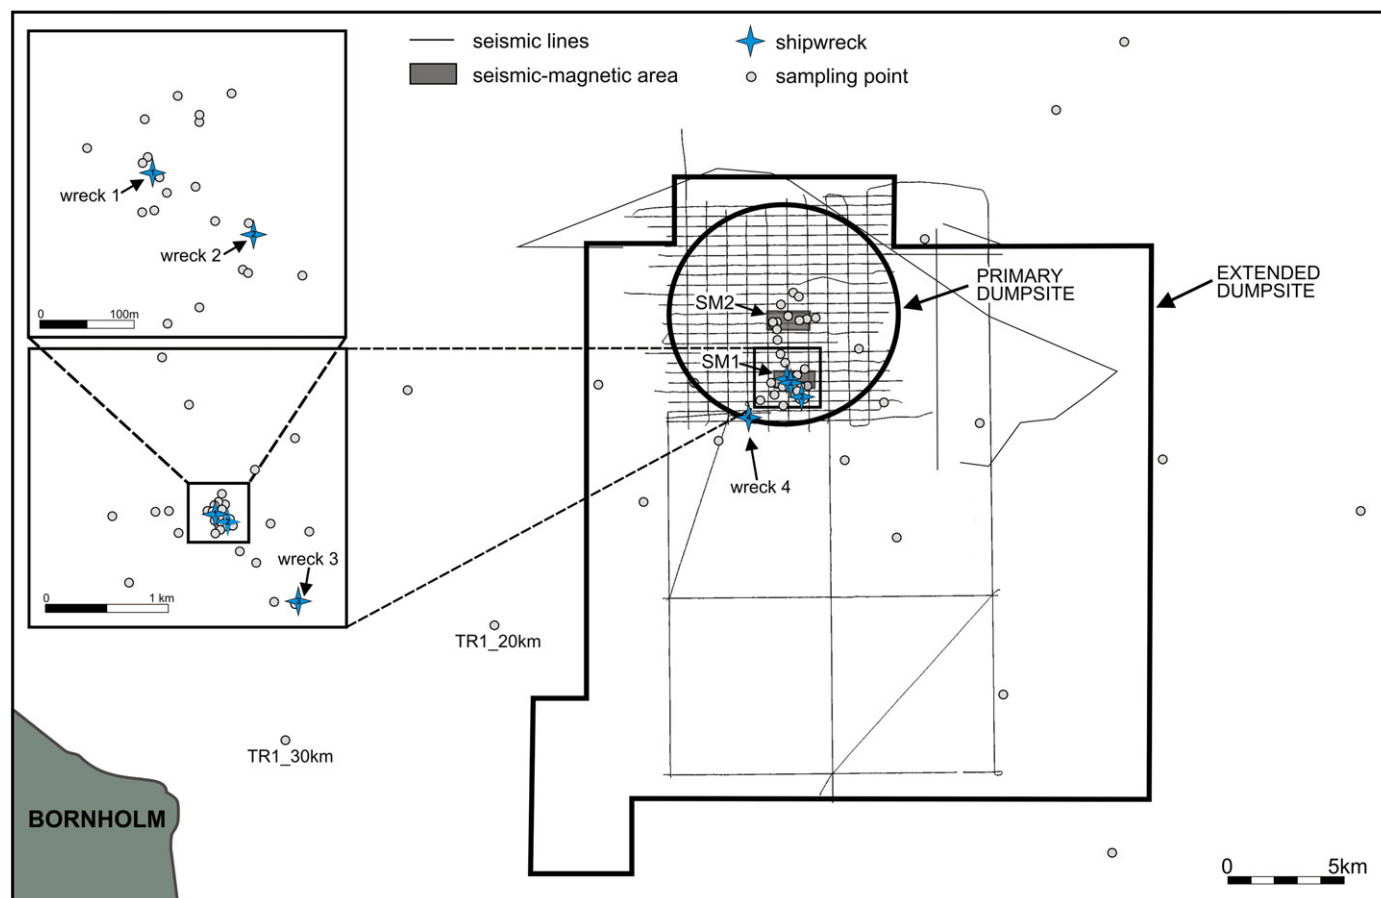 seismic lines
shipwreck
seismic-magnetic area
sampling point
wreck 1
wreck 2
0 100m
PRIMARY
DUMPSITE
EXTENDED
DUMPSITE
SM2
SM1
wreck 4
wreck 3
0 1 km
TR1_20km
TR1_30km
BORNHOLM
0 5km